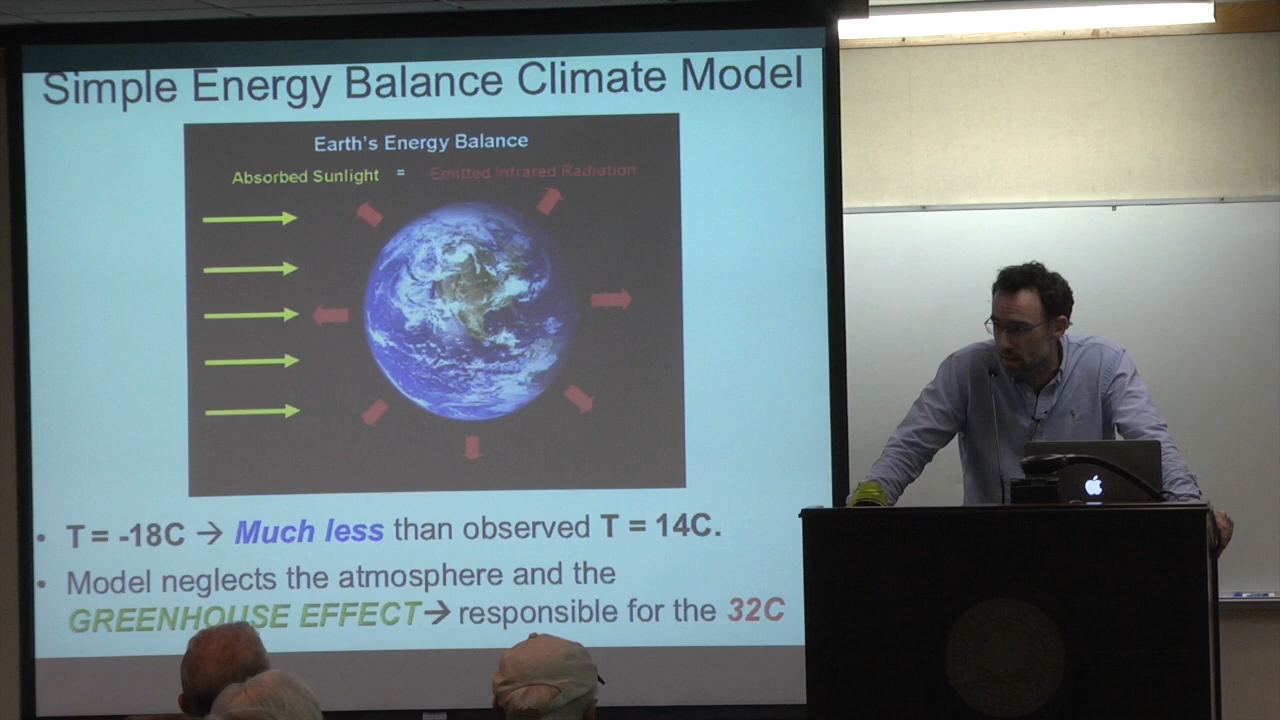 Simple Energy Balance Climate Model
Earth's Energy Balance
Absorbed Sunlight = Emitted Infrared Radiation
• T = -18C → Much less than observed T = 14C.
• Model neglects the atmosphere and the
GREENHOUSE EFFECT→ responsible for the 32C